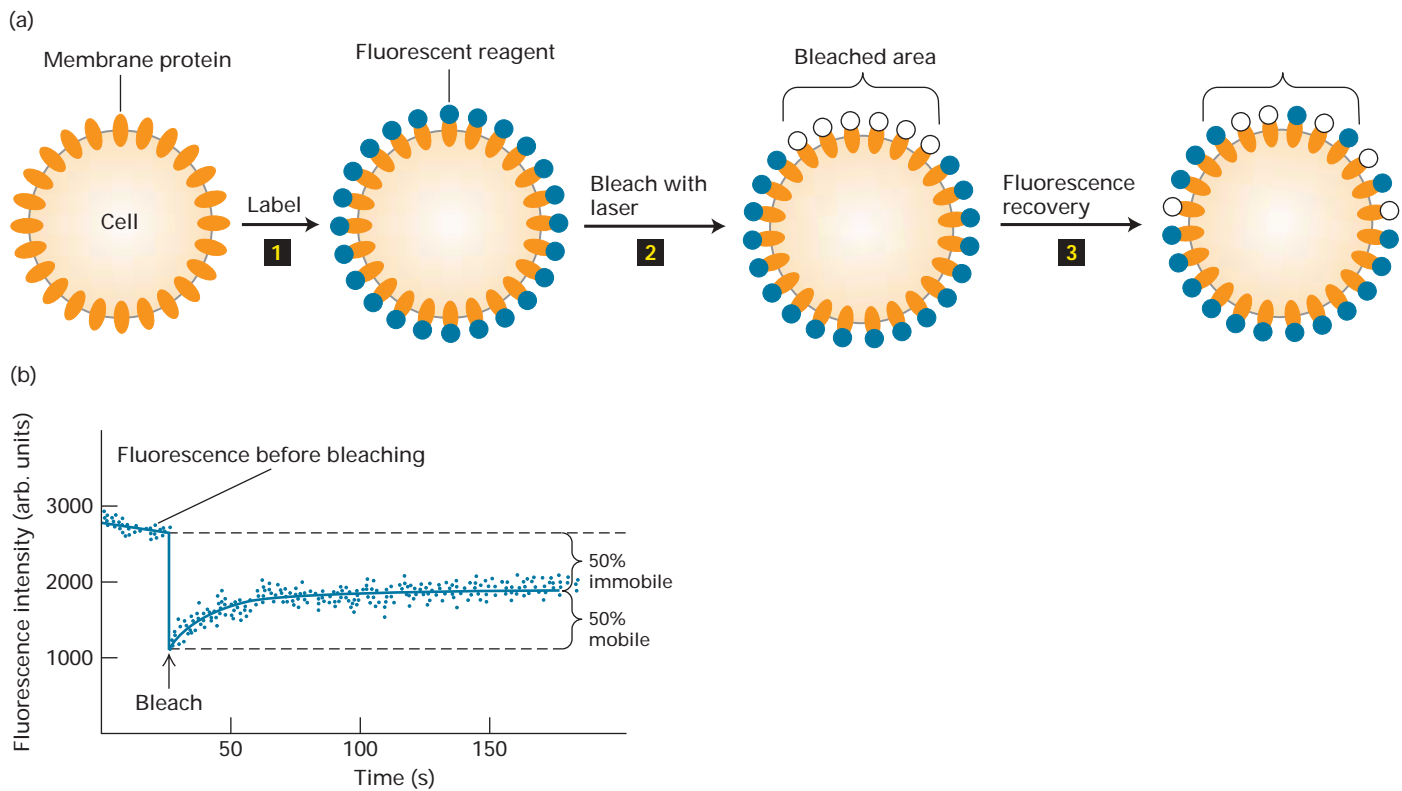 (a)
Membrane protein
Fluorescent reagent
Bleached area
Cell
Label
1
Bleach with
laser
2
Fluorescence
recovery
3
(b)
Fluorescence intensity (arb. units)
3000
2000
1000
Fluorescence before bleaching
50%
immobile
50%
mobile
Bleach
50
100
150
Time (s)